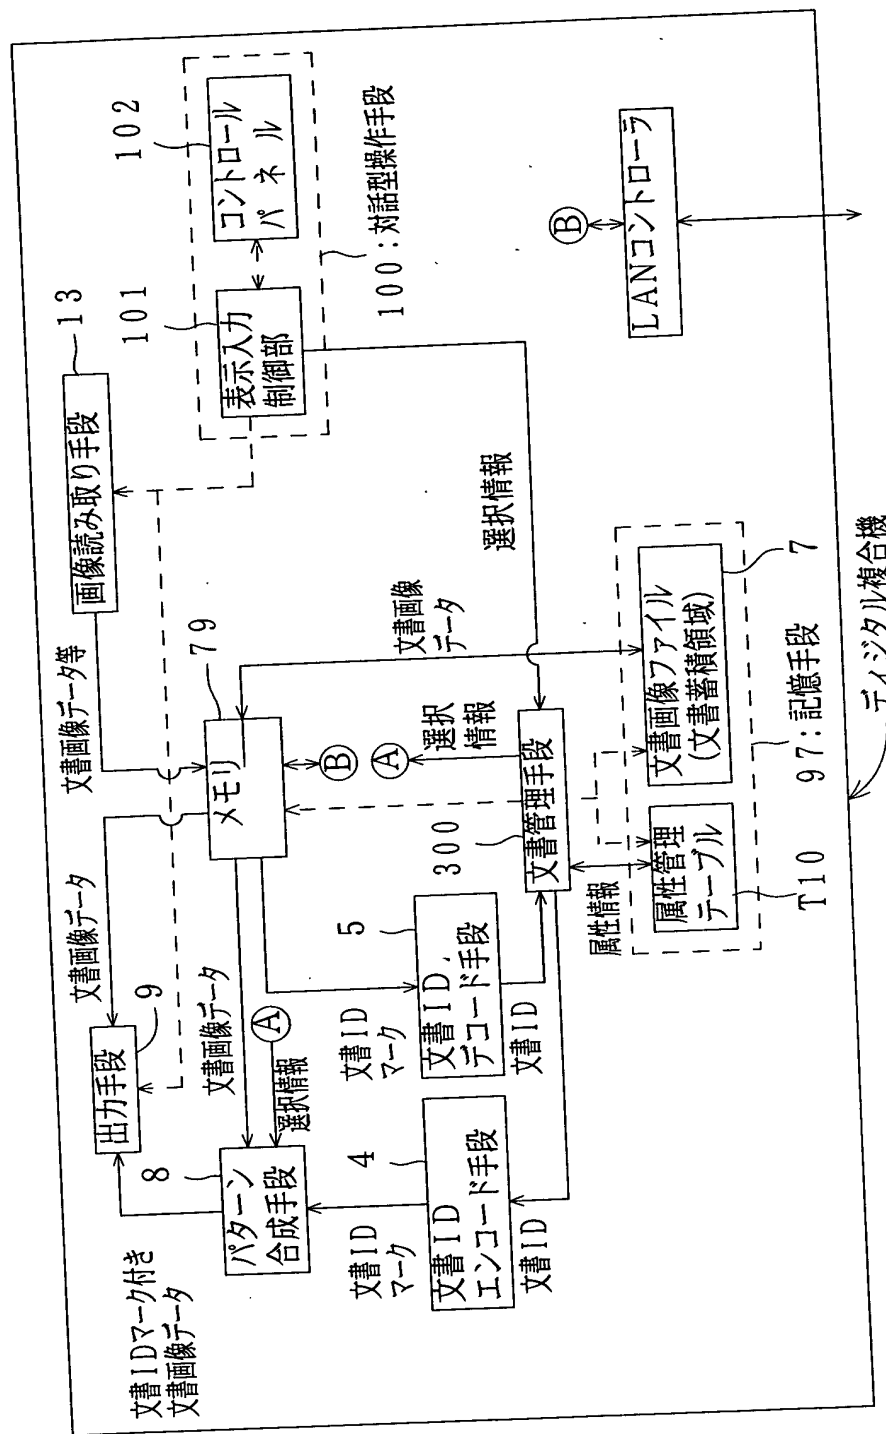 文書IDマーク付き
文書画像データ
出力手段
9
文書画像データ
文書画像データ等
画像読み取り手段
13
8
パターン
合成手段
文書画像データ
選択情報
A
メモリ
79
B
101
表示入力
制御部
102
コントロール
パネル
100:対話型操作手段
文書ID
マーク
4
文書ID
エンコード手段
文書ID
文書ID
マーク
5
文書ID
デコード手段
文書ID
A
選択
情報
300
文書管理手段
文書画像
データ
選択情報
属性情報
属性管理
テーブル
T10
文書画像ファイル
(文書蓄積領域)
7
97:記憶手段
B
LANコントローラ
ディジタル複合機